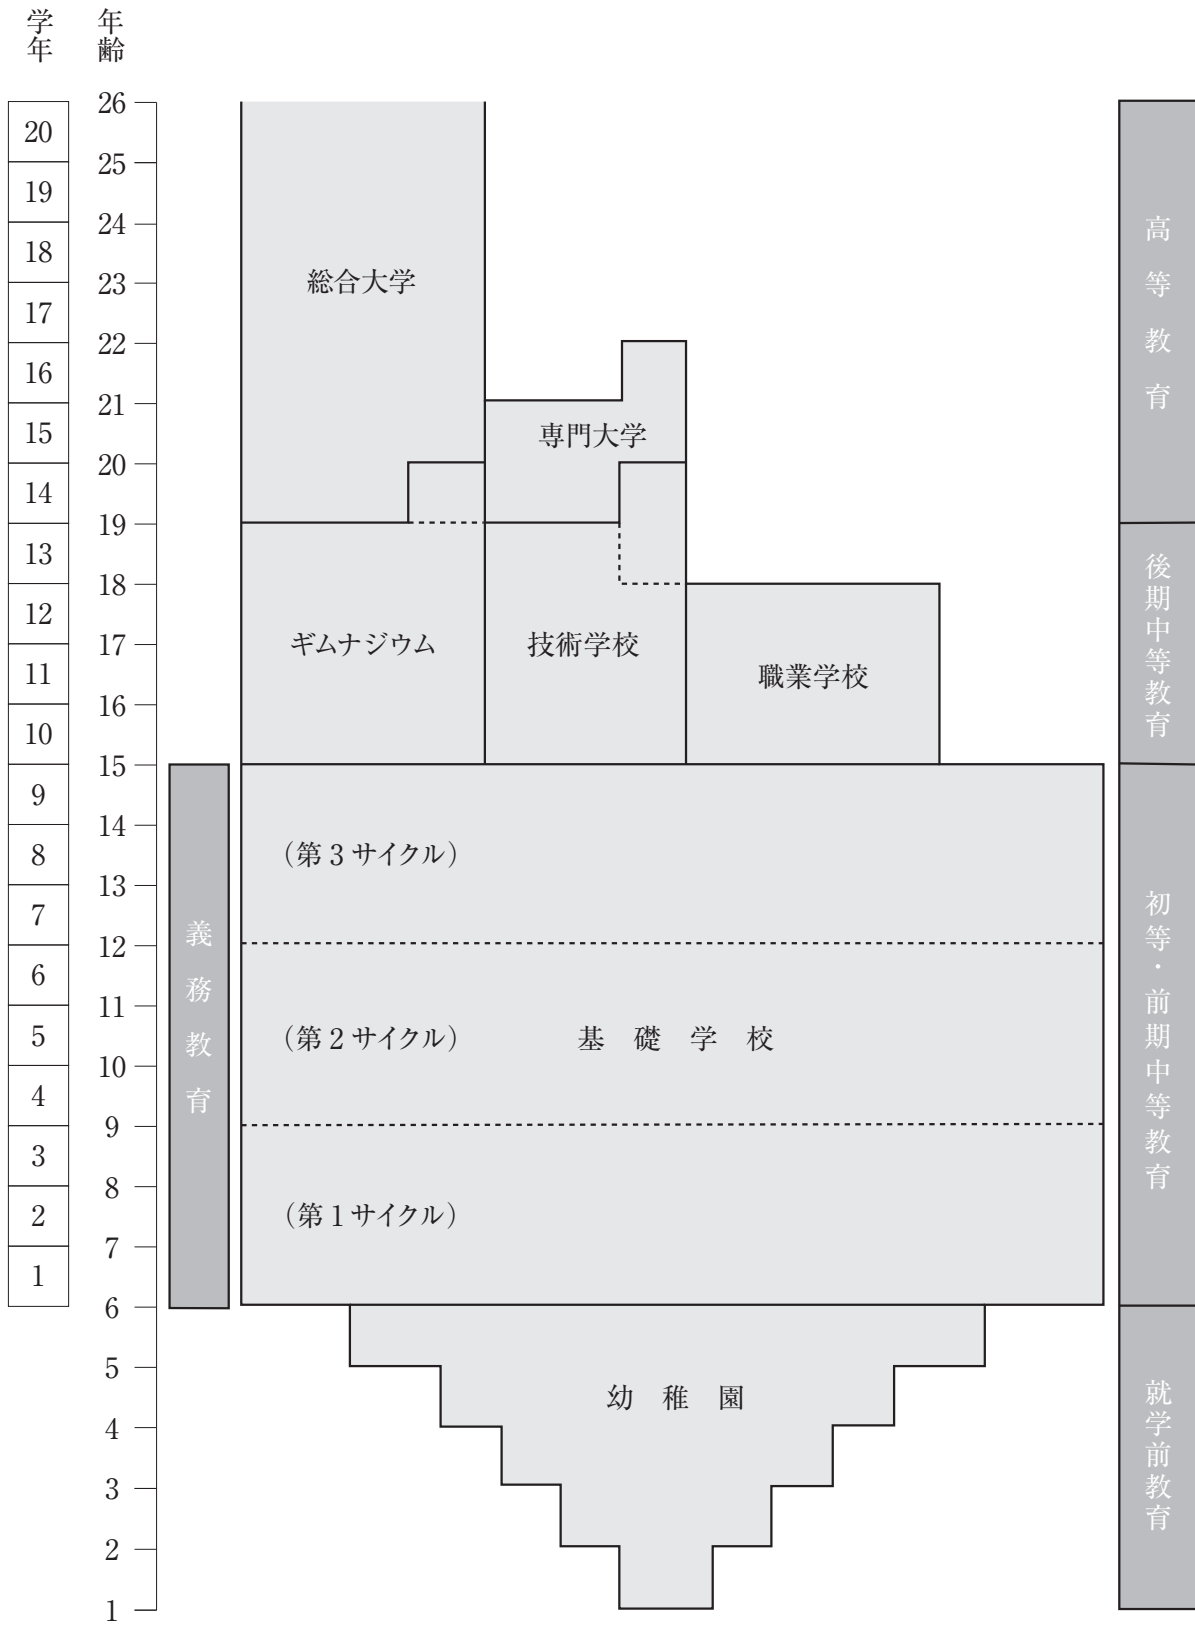 学年
年齢
20
19
18
17
16
15
14
13
12
11
10
9
8
7
6
5
4
3
2
1
26
25
24
23
22
21
20
19
18
17
16
15
14
13
12
11
10
9
8
7
6
5
4
3
2
1
義務教育
総合大学
専門大学
ギムナジウム
技術学校
職業学校
（第3サイクル）
（第2サイクル）
基礎学校
（第1サイクル）
幼稚園
高等教育
後期中等教育
初等・前期中等教育
就学前教育